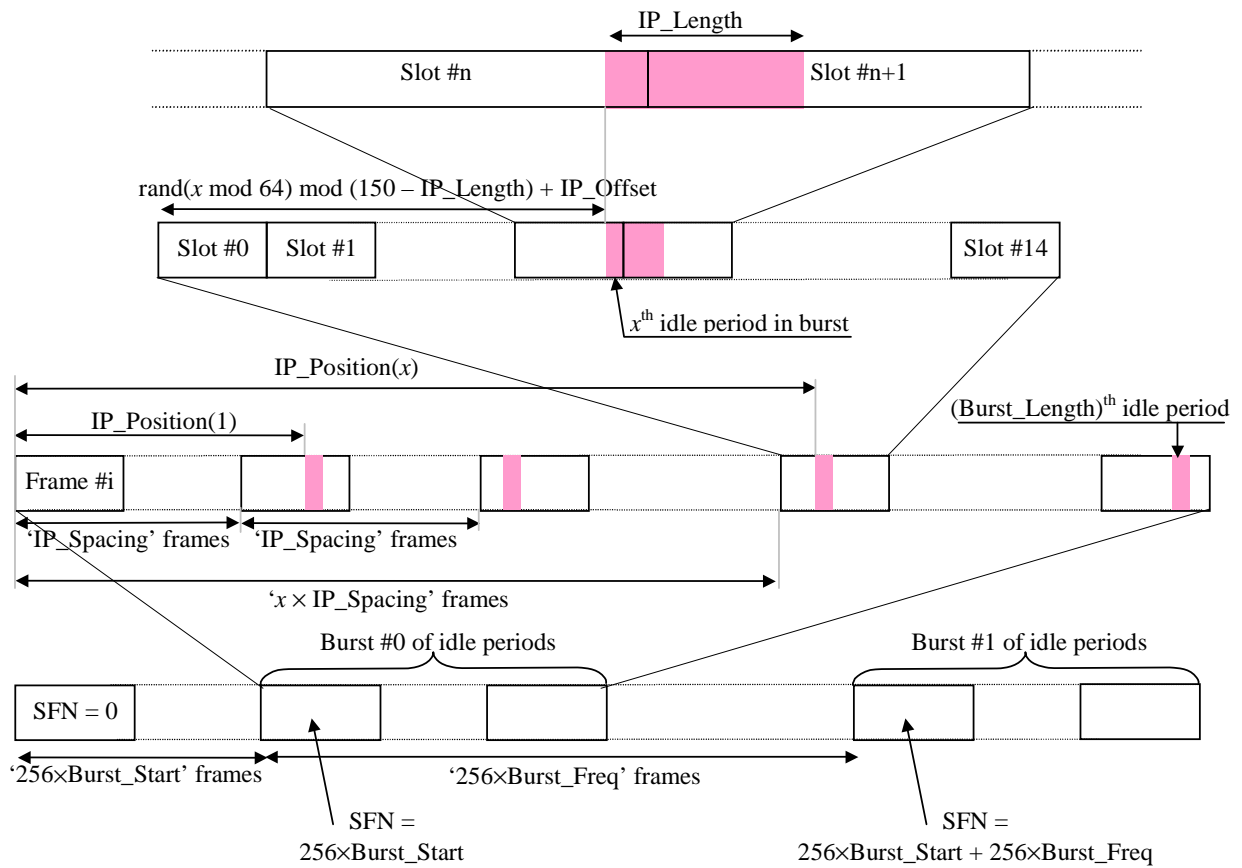 IP_Length
Slot #n
Slot #n+1
rand(x mod 64) mod (150 – IP_Length) + IP_Offset
Slot #0
Slot #1
Slot #14
xth idle period in burst
IP_Position(x)
(Burst_Length)th idle period
IP_Position(1)
Frame #i
‘IP_Spacing’ frames
‘IP_Spacing’ frames
‘x × IP_Spacing’ frames
Burst #0 of idle periods
Burst #1 of idle periods
SFN = 0
‘256×Burst_Start’ frames
‘256×Burst_Freq’ frames
SFN =
256×Burst_Start
SFN =
256×Burst_Start + 256×Burst_Freq